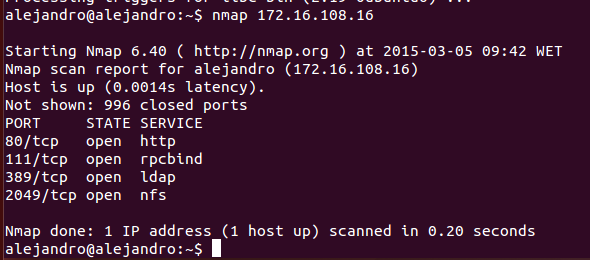 alejandro@alejandro:~$ nmap 172.16.108.16
Starting Nmap 6.40 ( http://nmap.org ) at 2015-03-05 09:42 WET
Nmap scan report for alejandro (172.16.108.16)
Host is up (0.0014s latency).
Not shown: 996 closed ports
PORT     STATE SERVICE
80/tcp   open  http
111/tcp  open  rpcbind
389/tcp  open  ldap
2049/tcp open  nfs
Nmap done: 1 IP address (1 host up) scanned in 0.20 seconds
alejandro@alejandro:~$